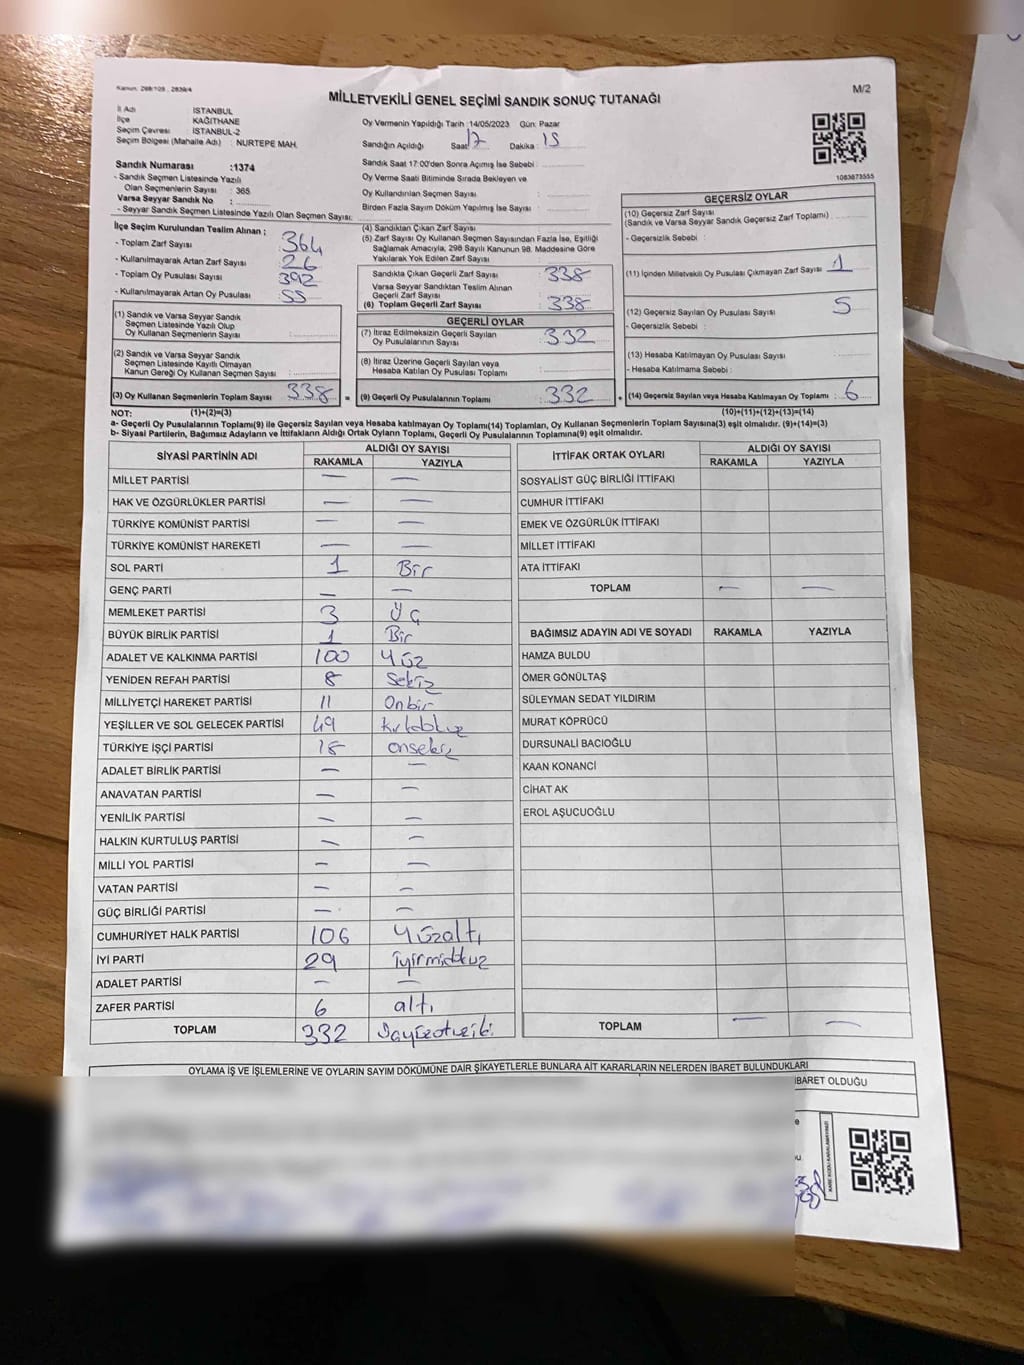 Kanun: 298/105 , 2839/4
MİLLETVEKİLİ GENEL SEÇİMİ SANDIK SONUÇ TUTANAĞI
M/2
İl Adı : İSTANBUL
İlçe : KAĞITHANE
Seçim Çevresi : İSTANBUL-2
Seçim Bölgesi (Mahalle Adı) : NURTEPE MAH.
Oy Vermenin Yapıldığı Tarih :14/05/2023 Gün: Pazar
Sandığın Açıldığı Saat 17 Dakika : 15
Sandık Saat 17:00'den Sonra Açımış İse Sebebi :
Oy Verme Saati Bitiminde Sırada Bekleyen ve
Oy Kullandırılan Seçmen Sayısı :
Birden Fazla Sayım Döküm Yapılmış İse Sayısı :
1083873555
Sandık Numarası :1374
- Sandık Seçmen Listesinde Yazılı
Olan Seçmenlerin Sayısı : 365
Varsa Seyyar Sandık No :
- Seyyar Sandık Seçmen Listesinde Yazılı Olan Seçmen Sayısı:
İlçe Seçim Kurulundan Teslim Alınan ;
- Toplam Zarf Sayısı : 364
- Kullanılmayarak Artan Zarf Sayısı : 26
- Toplam Oy Pusulası Sayısı : 392
- Kullanılmayarak Artan Oy Pusulası : 55
(1) Sandık ve Varsa Seyyar Sandık
Seçmen Listesinde Yazılı Olup
Oy Kullanan Seçmenlerin Sayısı :
(2) Sandık ve Varsa Seyyar Sandık
Seçmen Listesinde Kayıtlı Olmayan
Kanun Gereği Oy Kullanan Seçmen Sayısı :
(3) Oy Kullanan Seçmenlerin Toplam Sayısı : 338 =
(4) Sandıktan Çıkan Zarf Sayısı :
(5) Zarf Sayısı Oy Kullanan Seçmen Sayısından Fazla İse, Eşitliği
Sağlamak Amacıyla, 298 Sayılı Kanunun 98. Maddesine Göre
Yakılarak Yok Edilen Zarf Sayısı :
Sandıkta Çıkan Geçerli Zarf Sayısı : 338
Varsa Seyyar Sandıktan Teslim Alınan
Geçerli Zarf Sayısı :
(6) Toplam Geçerli Zarf Sayısı : 338
GEÇERLİ OYLAR
(7) İtiraz Edilmeksizin Geçerli Sayılan
Oy Pusulalarının Sayısı : 332
(8) İtiraz Üzerine Geçerli Sayılan veya
Hesaba Katılan Oy Pusulası Toplamı :
(9) Geçerli Oy Pusulalarının Toplamı : 332 +
GEÇERSİZ OYLAR
(10) Geçersiz Zarf Sayısı
(Sandık ve Varsa Seyyar Sandık Geçersiz Zarf Toplamı) :
- Geçersizlik Sebebi :
(11) İçinden Milletvekili Oy Pusulası Çıkmayan Zarf Sayısı : 1
(12) Geçersiz Sayılan Oy Pusulası Sayısı : 5
- Geçersizlik Sebebi :
(13) Hesaba Katılmayan Oy Pusulası Sayısı :
- Hesaba Katılmama Sebebi :
(14) Geçersiz Sayılan veya Hesaba Katılmayan Oy Toplamı : 6
NOT: (1)+(2)=(3) (10)+(11)+(12)+(13)=(14)
a- Geçerli Oy Pusulalarının Toplamı(9) ile Geçersiz Sayılan veya Hesaba katılmayan Oy Toplamı(14) Toplamları, Oy Kullanan Seçmenlerin Toplam Sayısına(3) eşit olmalıdır. (9)+(14)=(3)
b- Siyasi Partilerin, Bağımsız Adayların ve İttifakların Aldığı Ortak Oyların Toplamı, Geçerli Oy Pusulalarının Toplamına(9) eşit olmalıdır.
SİYASİ PARTİNİN ADI ALDIĞI OY SAYISI
RAKAMLA YAZIYLA
MİLLET PARTİSİ — —
HAK VE ÖZGÜRLÜKLER PARTİSİ — —
TÜRKİYE KOMÜNİST PARTİSİ — —
TÜRKİYE KOMÜNİST HAREKETİ — —
SOL PARTİ 1 Bir
GENÇ PARTİ — —
MEMLEKET PARTİSİ 3 Üç
BÜYÜK BİRLİK PARTİSİ 1 Bir
ADALET VE KALKINMA PARTİSİ 100 Yüz
YENİDEN REFAH PARTİSİ 8 Sekiz
MİLLİYETÇİ HAREKET PARTİSİ 11 Onbir
YEŞİLLER VE SOL GELECEK PARTİSİ 49
TÜRKİYE İŞÇİ PARTİSİ 18 onsekiz
ADALET BİRLİK PARTİSİ — —
ANAVATAN PARTİSİ — —
YENİLİK PARTİSİ — —
HALKIN KURTULUŞ PARTİSİ — —
MİLLİ YOL PARTİSİ — —
VATAN PARTİSİ — —
GÜÇ BİRLİĞİ PARTİSİ — —
CUMHURİYET HALK PARTİSİ 106 Yüzaltı
İYİ PARTİ 29
ADALET PARTİSİ — —
ZAFER PARTİSİ 6 altı
TOPLAM 332
İTTİFAK ORTAK OYLARI ALDIĞI OY SAYISI
RAKAMLA YAZIYLA
SOSYALİST GÜÇ BİRLİĞİ İTTİFAKI
CUMHUR İTTİFAKI
EMEK VE ÖZGÜRLÜK İTTİFAKI
MİLLET İTTİFAKI
ATA İTTİFAKI
TOPLAM — —
BAĞIMSIZ ADAYIN ADI VE SOYADI RAKAMLA YAZIYLA
HAMZA BULDU
ÖMER GÖNÜLTAŞ
SÜLEYMAN SEDAT YILDIRIM
MURAT KÖPRÜCÜ
DURSUNALİ BACIOĞLU
KAAN KONANCİ
CİHAT AK
EROL AŞUCUOĞLU
TOPLAM — —
OYLAMA İŞ VE İŞLEMLERİNE VE OYLARIN SAYIM DÖKÜMÜNE DAİR ŞİKAYETLERLE BUNLARA AİT KARARLARIN NELERDEN İBARET BULUNDUKLARI
İBARET OLDUĞU
KARE KODU KARALAMAYINIZ!